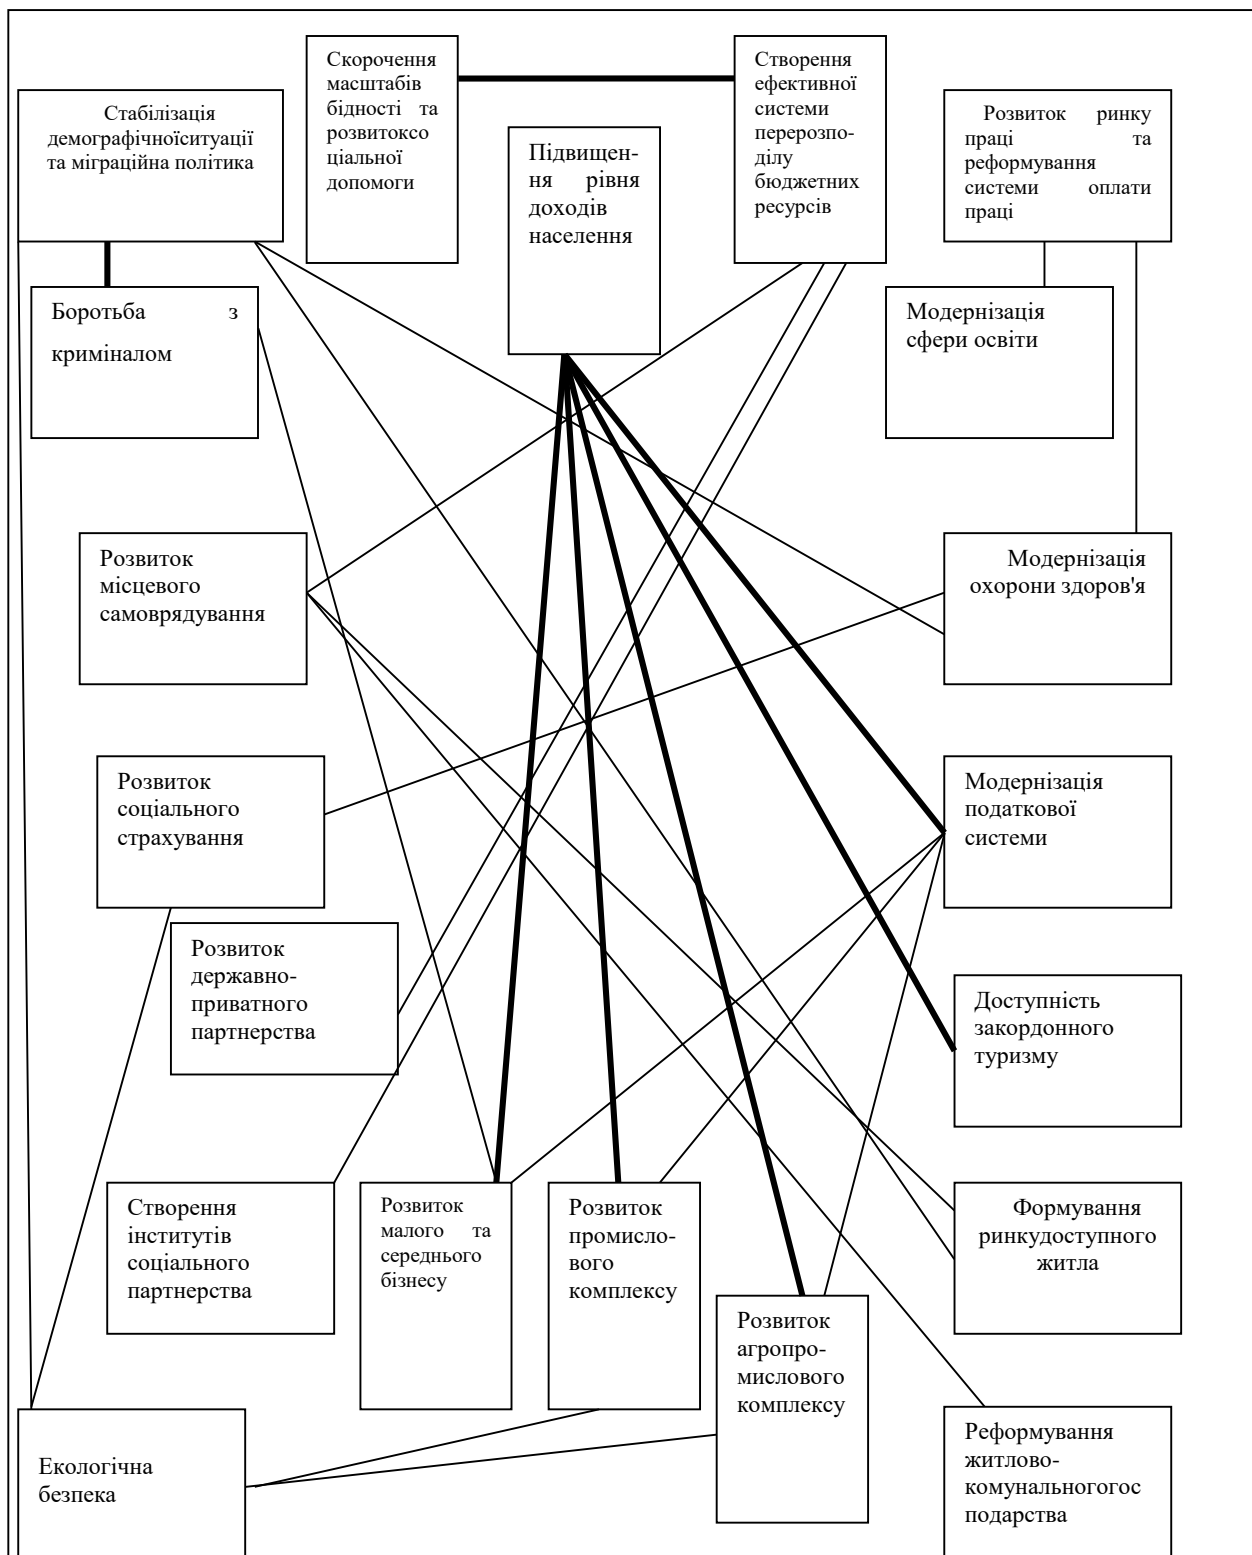 Скорочення
масштабів
бідності та
розвитоксо
ціальної
допомоги
Створення
ефективної
системи
перерозпо-
ділу
бюджетних
ресурсів
Стабілізація
демографічноїситуації
та міграційна політика
Підвищен-
ня рівня
доходів
населення
Розвиток ринку
праці та
реформування
системи оплати
праці
Боротьба з
криміналом
Модернізація
сфери освіти
Розвиток
місцевого
самоврядування
Модернізація
охорони здоров'я
Розвиток
соціального
страхування
Модернізація
податкової
системи
Розвиток
державно-
приватного
партнерства
Доступність
закордонного
туризму
Створення
інститутів
соціального
партнерства
Розвиток
малого та
середнього
бізнесу
Розвиток
промисло-
вого
комплексу
Формування
ринкудоступного
житла
Розвиток
агропро-
мислового
комплексу
Екологічна
безпека
Реформування
житлово-
комунальногогос
подарства